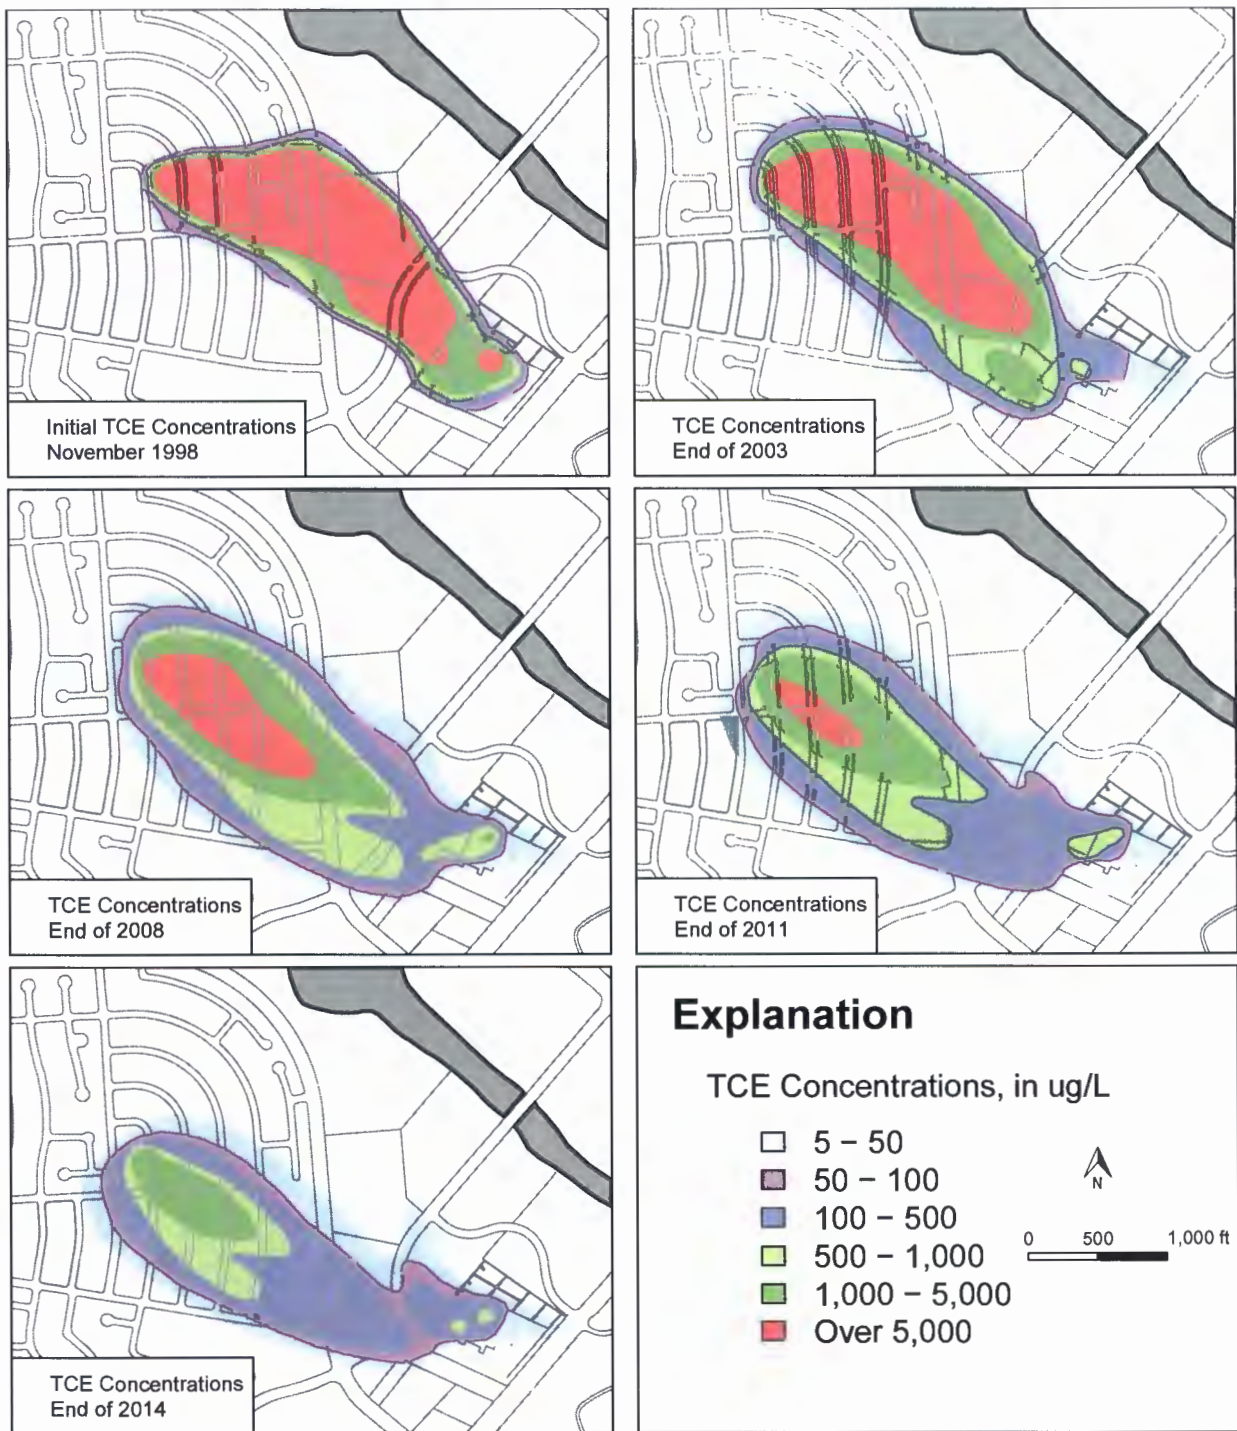 Initial TCE Concentrations
November 1998
TCE Concentrations
End of 2003
TCE Concentrations
End of 2008
TCE Concentrations
End of 2011
TCE Concentrations
End of 2014
Explanation
TCE Concentrations, in ug/L
5 – 50
50 – 100
100 – 500
500 – 1,000
1,000 – 5,000
Over 5,000
N
0 500 1,000 ft